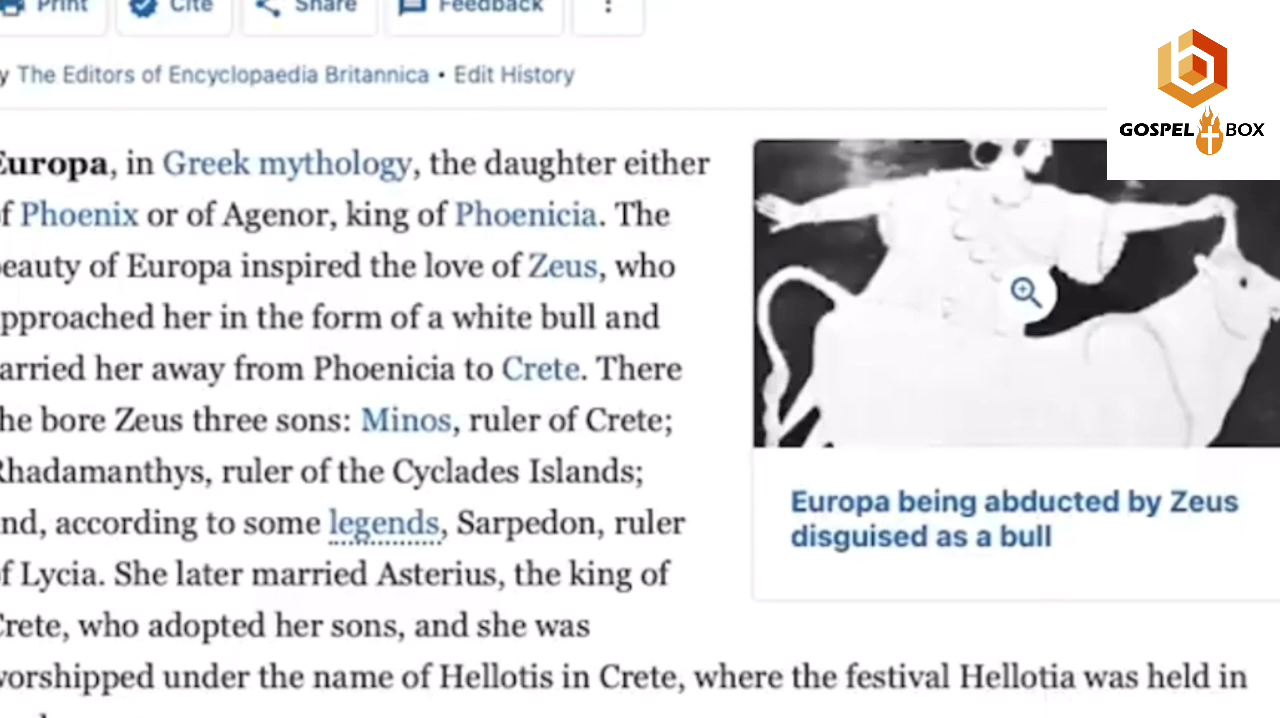 Print Cite Share Feedback
y The Editors of Encyclopaedia Britannica • Edit History
GOSPEL BOX
Europa, in Greek mythology, the daughter either
f Phoenix or of Agenor, king of Phoenicia. The
eauty of Europa inspired the love of Zeus, who
pproached her in the form of a white bull and
arried her away from Phoenicia to Crete. There
he bore Zeus three sons: Minos, ruler of Crete;
Rhadamanthys, ruler of the Cyclades Islands;
nd, according to some legends, Sarpedon, ruler
f Lycia. She later married Asterius, the king of
Crete, who adopted her sons, and she was
worshipped under the name of Hellotis in Crete, where the festival Hellotia was held in
Europa being abducted by Zeus
disguised as a bull